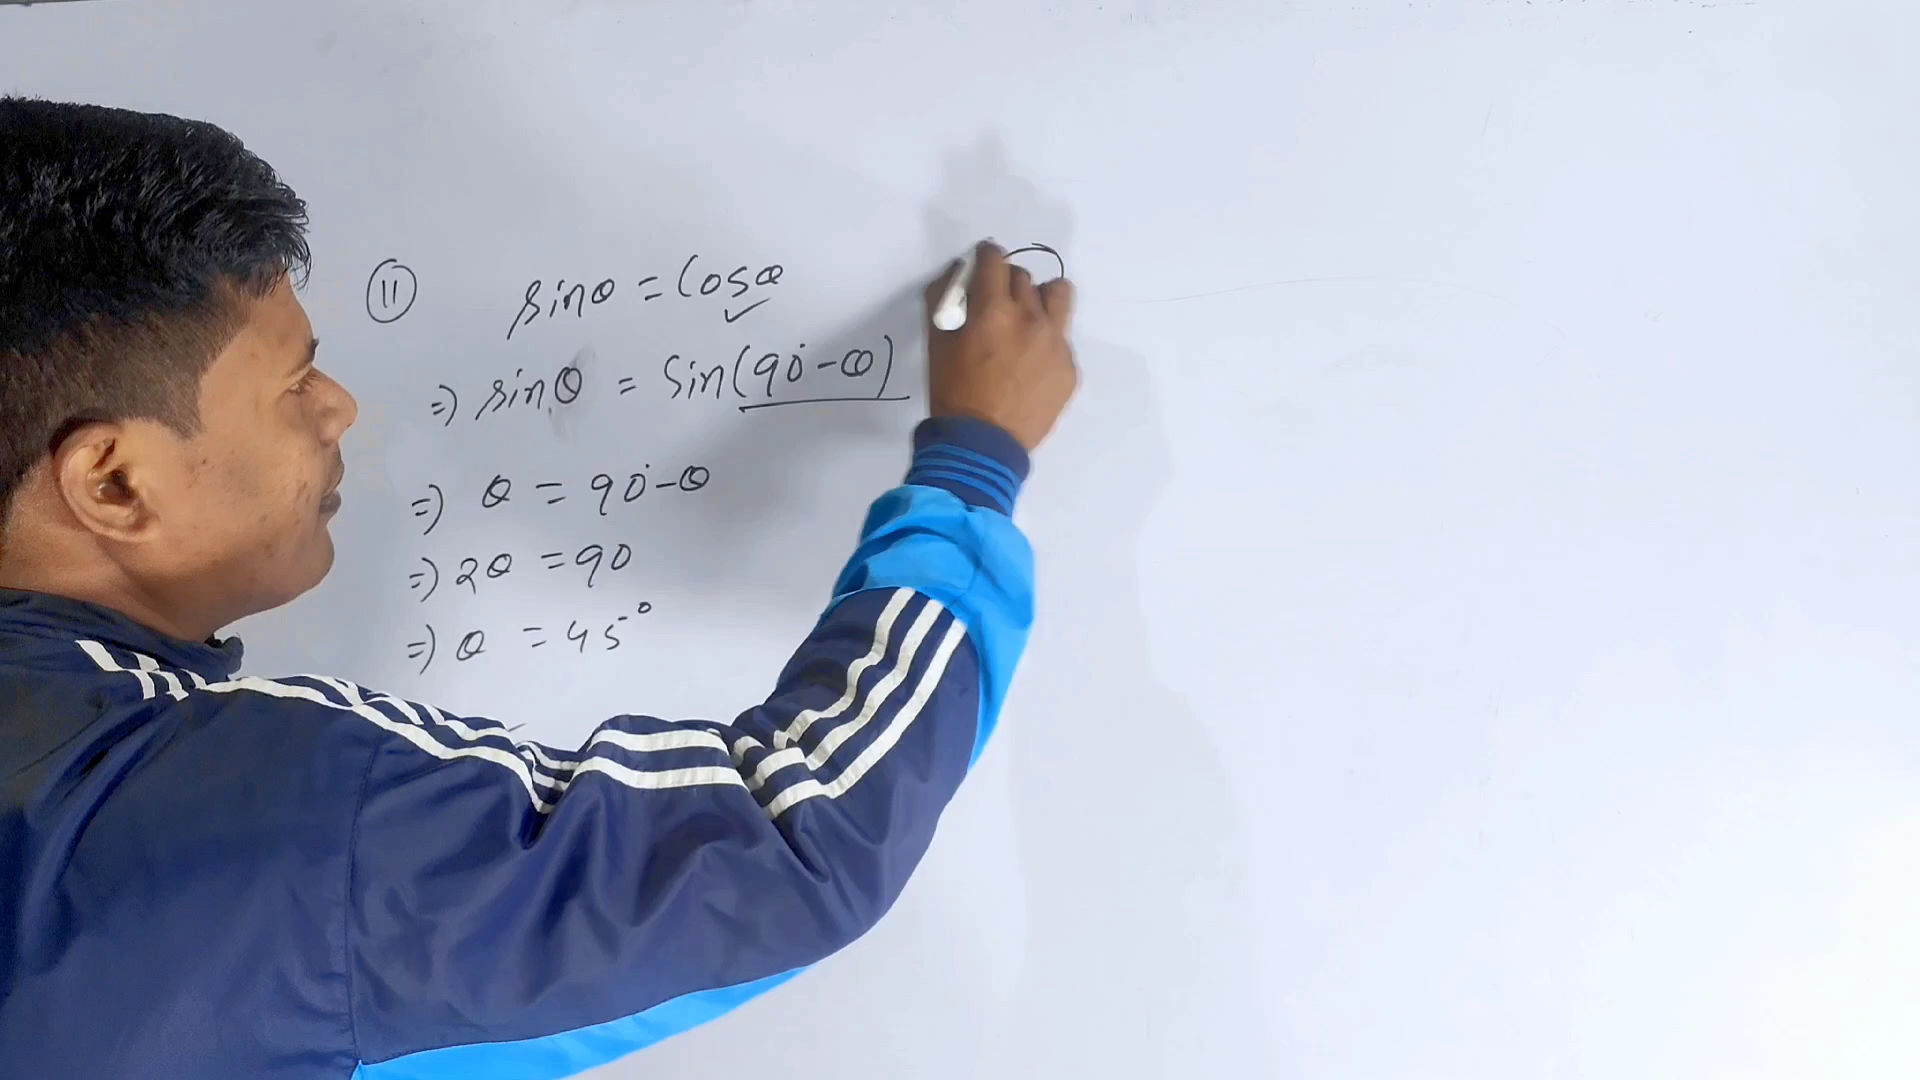 (11) sinθ = Cosθ
=) sinθ = Sin(90°-θ)
=) θ = 90°-θ
=) 2θ = 90
=) θ = 45°